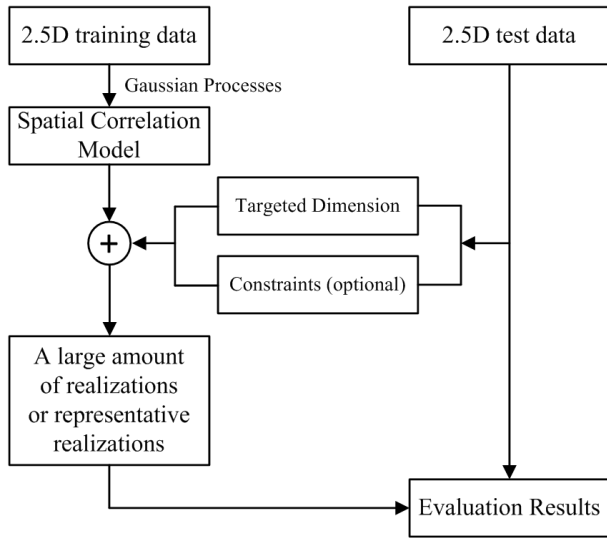 2.5D training data
2.5D test data
Gaussian Processes
Spatial Correlation
Model
Targeted Dimension
+
Constraints (optional)
A large amount
of realizations
or representative
realizations
Evaluation Results